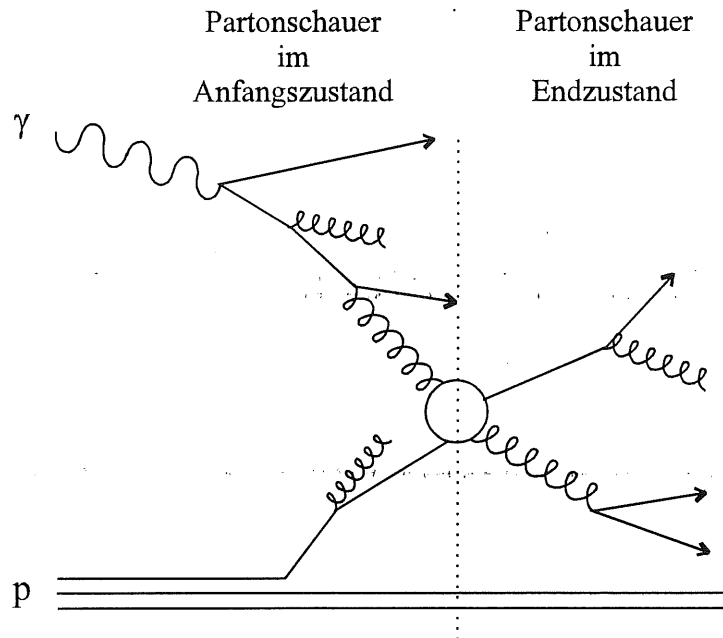 Partonschauer
im
Anfangszustand
Partonschauer
im
Endzustand
γ
p